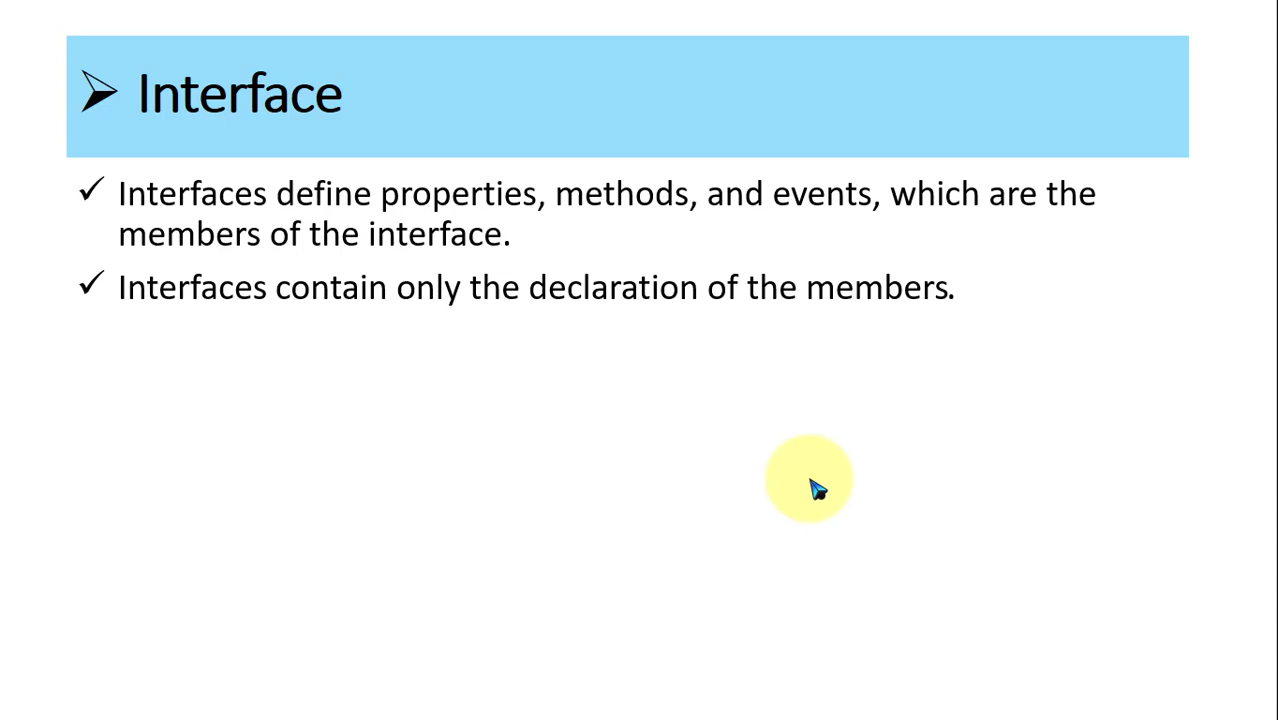 Interface
Interfaces define properties, methods, and events, which are the
members of the interface.
Interfaces contain only the declaration of the members.